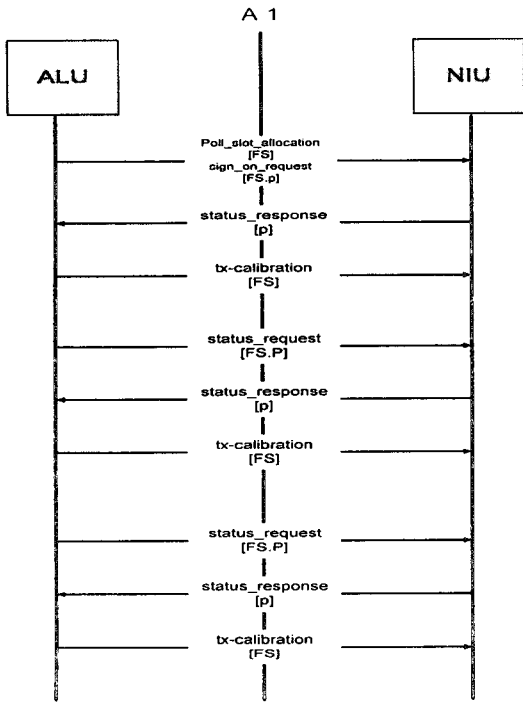 A 1
ALU
NIU
Poll_slot_allocation
[FS]
sign_on_request
[FS.p]
status_response
[p]
tx-calibration
[FS]
status_request
[FS.P]
status_response
[p]
tx-calibration
[FS]
status_request
[FS.P]
status_response
[p]
tx-calibration
[FS]